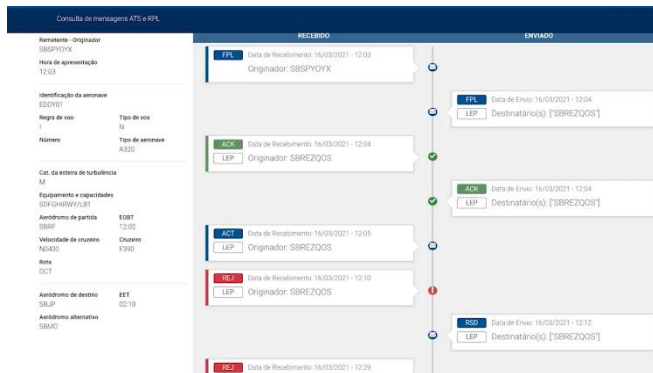 Consulta de mensagens ATS e RPL
Remetente - Originador
SBSPYOYX
Hora de apresentação
12:03
Identificação da aeronave
EDDY01
Regra de voo Tipo de voo
I N
Número Tipo de aeronave
A320
Cat. da esteira de turbulência
M
Equipamento e capacidades
SDFGHIRWY/LB1
Aeródromo de partida EOBT
SBRF 12:02
Velocidade de cruzeiro Cruzeiro
N0400 F390
Rota
DCT
Aeródromo de destino EET
SBJP 02:10
Aeródromo alternativo
SBMO
RECEBIDO ENVIADO
FPL Data de Recebimento: 16/03/2021 - 12:03
Originador: SBSPYOYX
FPL Data de Envio: 16/03/2021 - 12:04
LEP Destinatário(s): ["SBREZQOS"]
ACK Data de Recebimento: 16/03/2021 - 12:04
LEP Originador: SBREZQOS
ACK Data de Envio: 16/03/2021 - 12:04
LEP Destinatário(s): ["SBREZQOS"]
ACT Data de Recebimento: 16/03/2021 - 12:05
LEP Originador: SBREZQOS
REJ Data de Recebimento: 16/03/2021 - 12:10
LEP Originador: SBREZQOS
RSD Data de Envio: 16/03/2021 - 12:12
LEP Destinatário(s): ["SBREZQOS"]
REJ Data de Recebimento: 16/03/2021 - 12:29